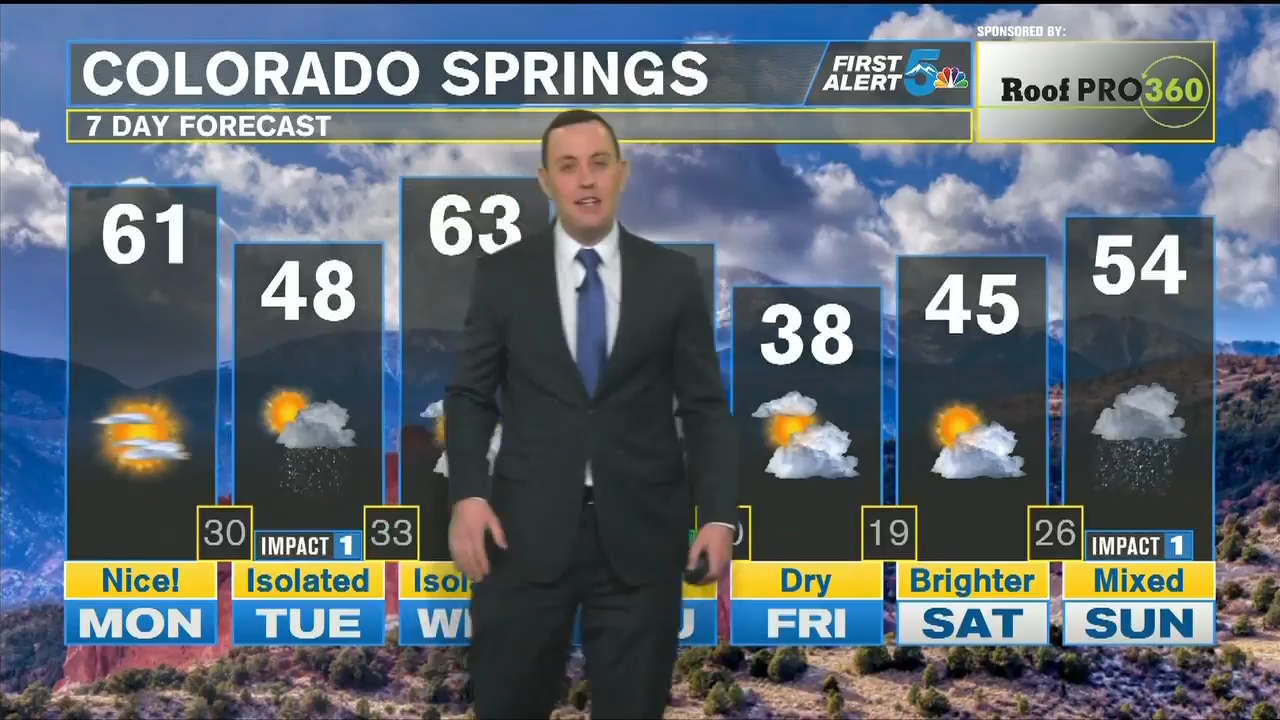 SPONSORED BY:
COLORADO SPRINGS
FIRST ALERT 5
Roof PRO 360
7 DAY FORECAST
61
48
63
38
45
54
30
33
19
26
IMPACT 1
IMPACT 1
Nice!
Isolated
Dry
Brighter
Mixed
MON
TUE
FRI
SAT
SUN